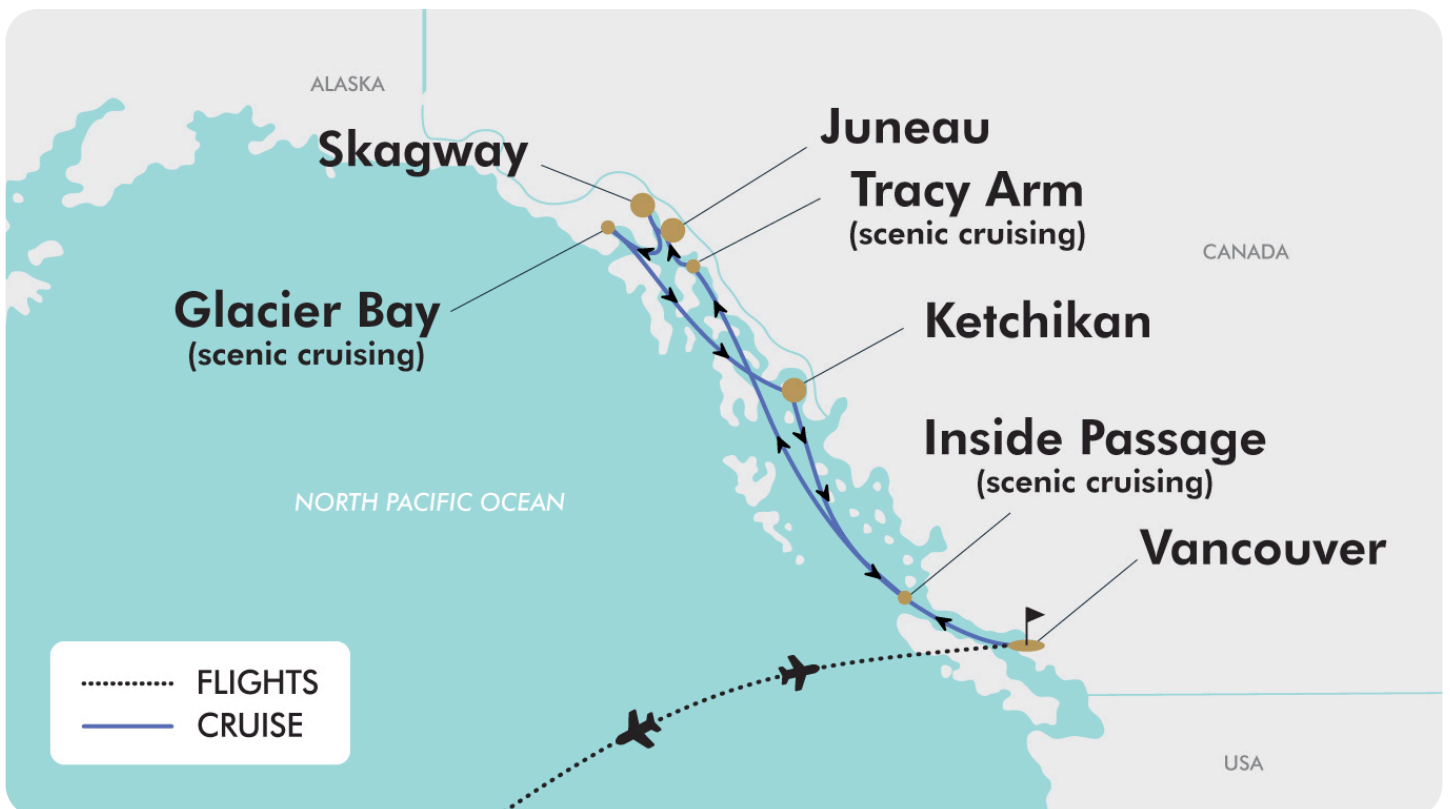 ALASKA
Juneau
Skagway
Tracy Arm
(scenic cruising)
CANADA
Glacier Bay
(scenic cruising)
Ketchikan
Inside Passage
(scenic cruising)
NORTH PACIFIC OCEAN
Vancouver
FLIGHTS
CRUISE
USA